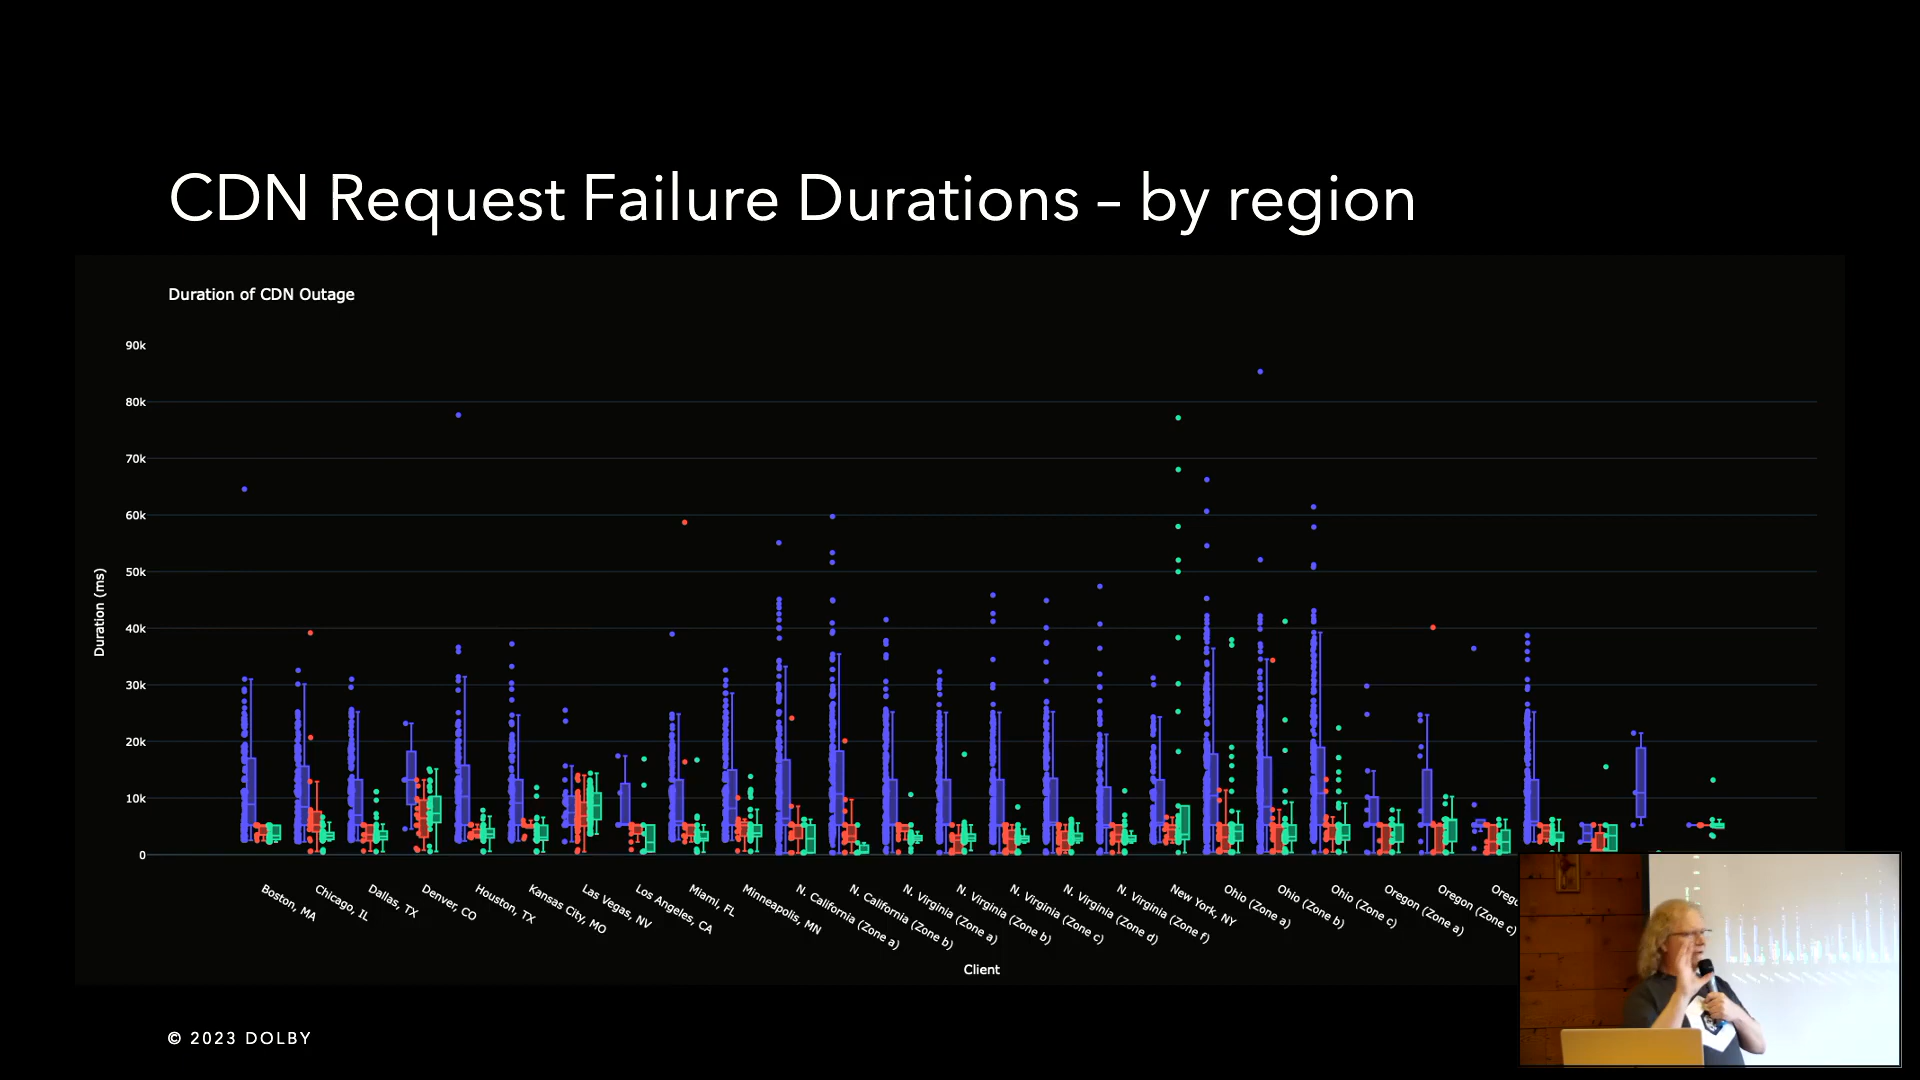 CDN Request Failure Durations – by region
Duration of CDN Outage
90k
80k
70k
60k
50k
40k
30k
20k
10k
0
Duration (ms)
Boston, MA
Chicago, IL
Dallas, TX
Denver, CO
Houston, TX
Kansas City, MO
Las Vegas, NV
Los Angeles, CA
Miami, FL
Minneapolis, MN
N. California (Zone a)
N. California (Zone b)
N. Virginia (Zone a)
N. Virginia (Zone b)
N. Virginia (Zone c)
N. Virginia (Zone d)
N. Virginia (Zone f)
New York, NY
Ohio (Zone a)
Ohio (Zone b)
Ohio (Zone c)
Oregon (Zone a)
Oregon (Zone c)
Client
© 2023 DOLBY